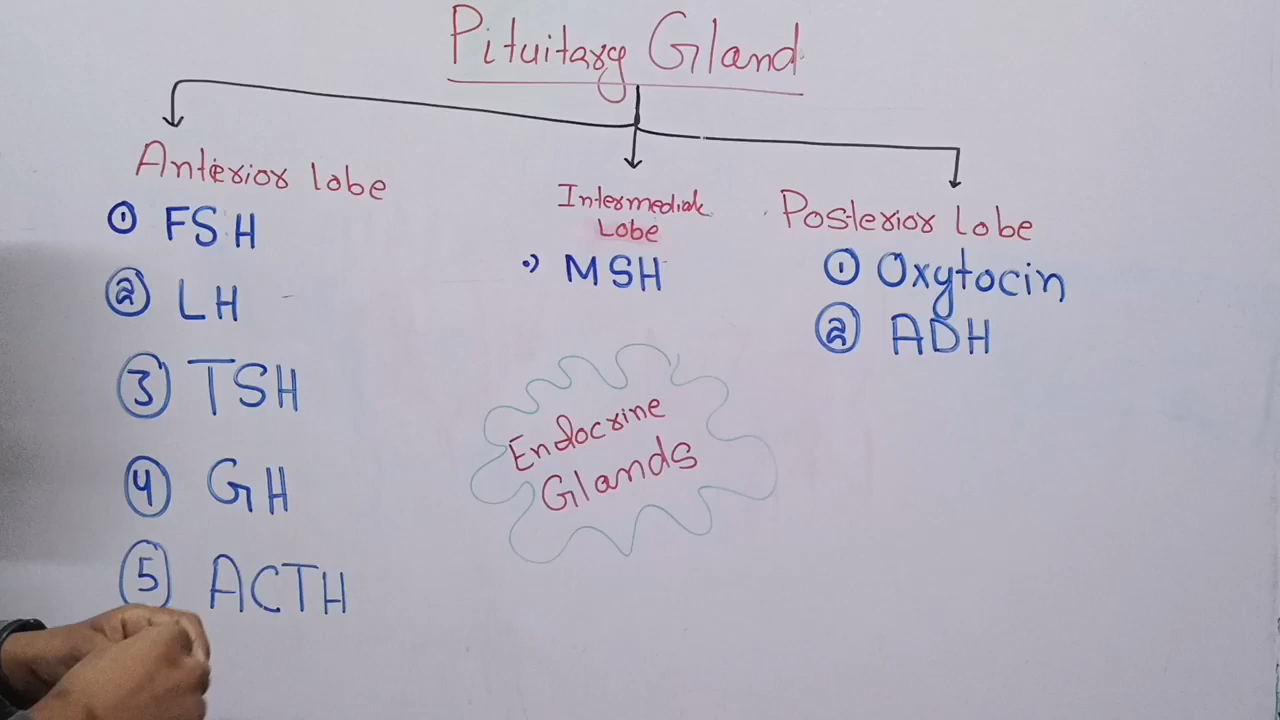 Pituitary Gland
Anterior lobe
① FSH
② LH
③ TSH
④ GH
⑤ ACTH
Intermediate
Lobe
•) MSH
Posterior lobe
① Oxytocin
② ADH
Endocrine
Glands